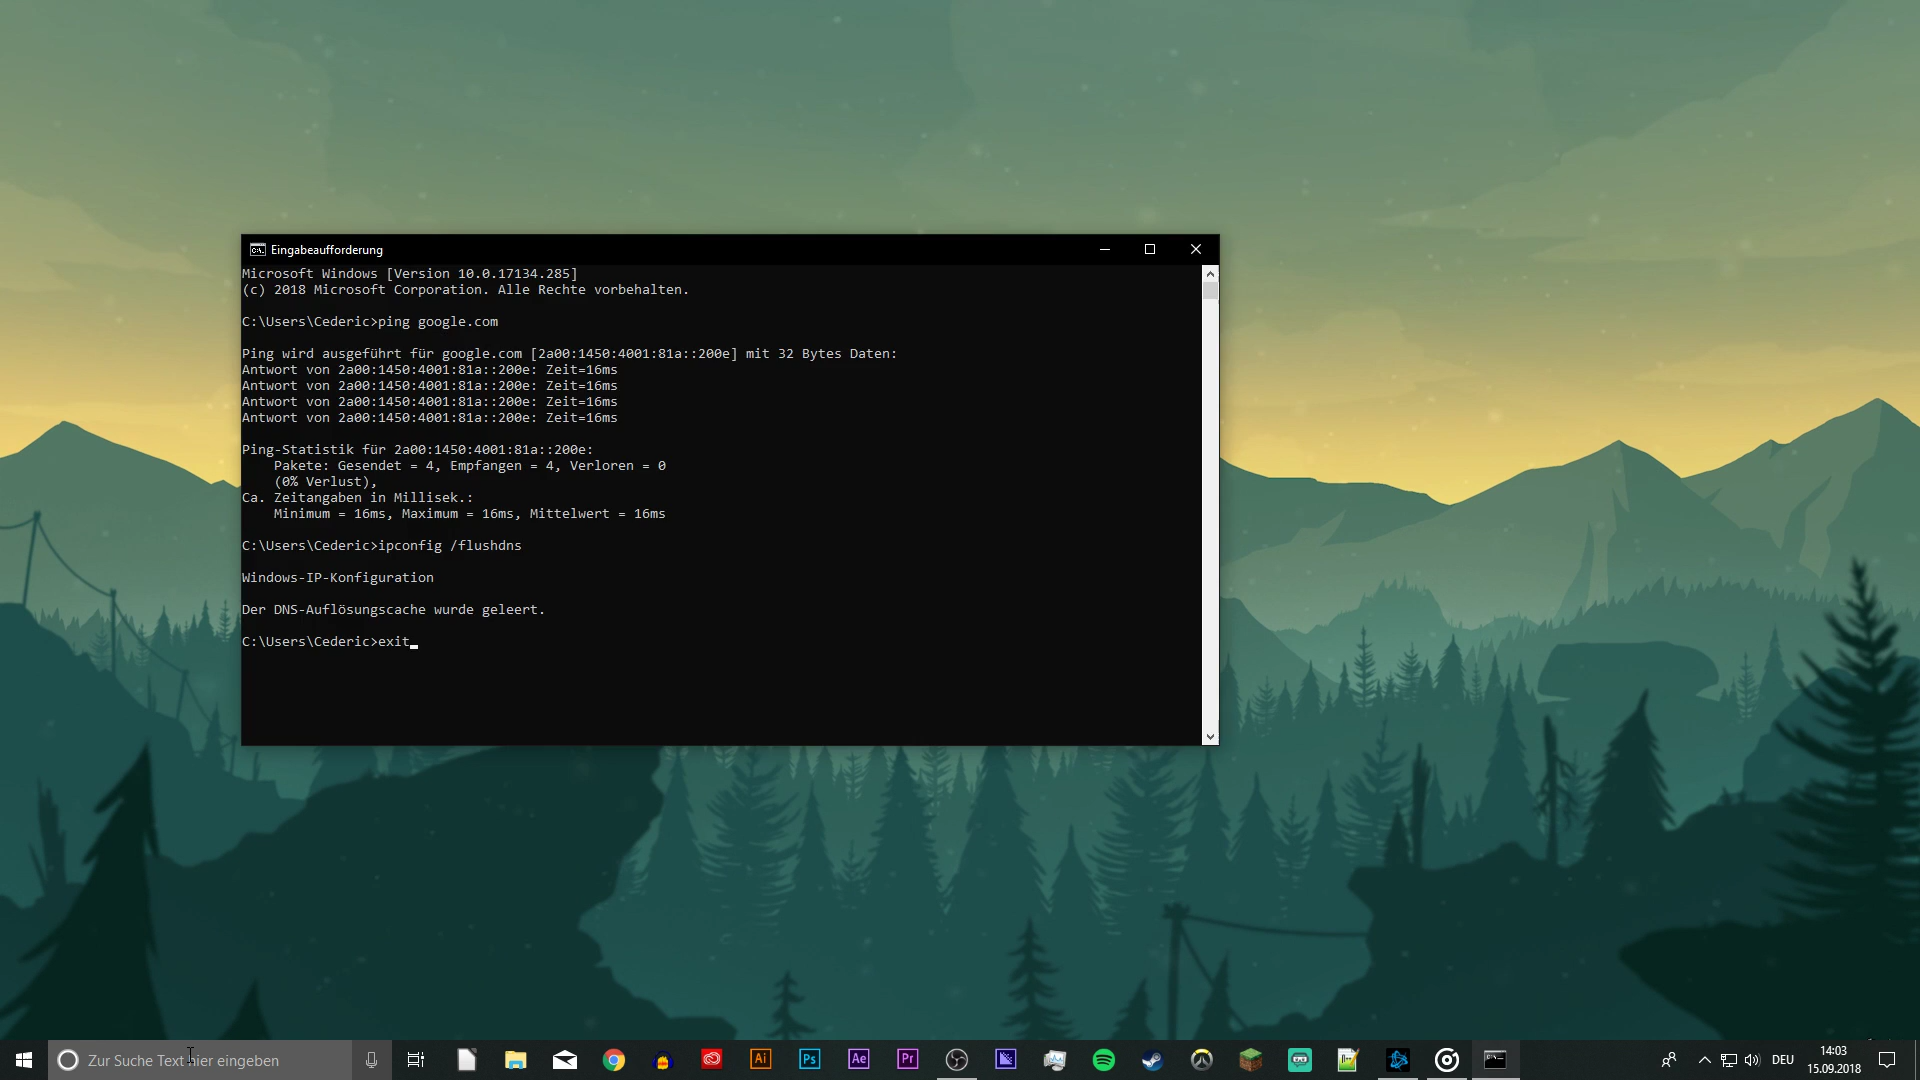 Eingabeaufforderung
Microsoft Windows [Version 10.0.17134.285]
(c) 2018 Microsoft Corporation. Alle Rechte vorbehalten.
C:\Users\Cederic>ping google.com
Ping wird ausgeführt für google.com [2a00:1450:4001:81a::200e] mit 32 Bytes Daten:
Antwort von 2a00:1450:4001:81a::200e: Zeit=16ms
Antwort von 2a00:1450:4001:81a::200e: Zeit=16ms
Antwort von 2a00:1450:4001:81a::200e: Zeit=16ms
Antwort von 2a00:1450:4001:81a::200e: Zeit=16ms
Ping-Statistik für 2a00:1450:4001:81a::200e:
Pakete: Gesendet = 4, Empfangen = 4, Verloren = 0
(0% Verlust),
Ca. Zeitangaben in Millisek.:
Minimum = 16ms, Maximum = 16ms, Mittelwert = 16ms
C:\Users\Cederic>ipconfig /flushdns
Windows-IP-Konfiguration
Der DNS-Auflösungscache wurde geleert.
C:\Users\Cederic>exit
Zur Suche Text hier eingeben
Ai
Ps
Ae
Pr
DEU
14:03
15.09.2018